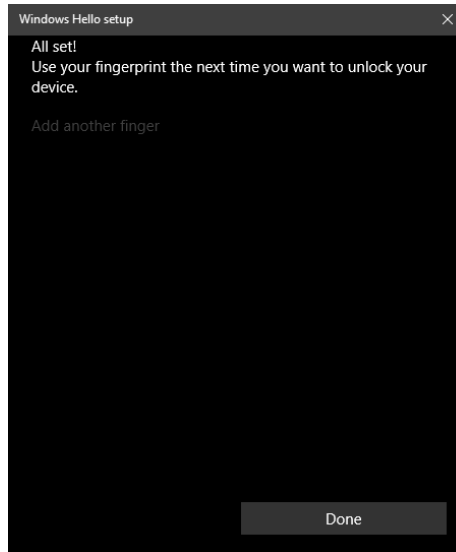 Windows Hello setup
All set!
Use your fingerprint the next time you want to unlock your
device.
Add another finger
Done